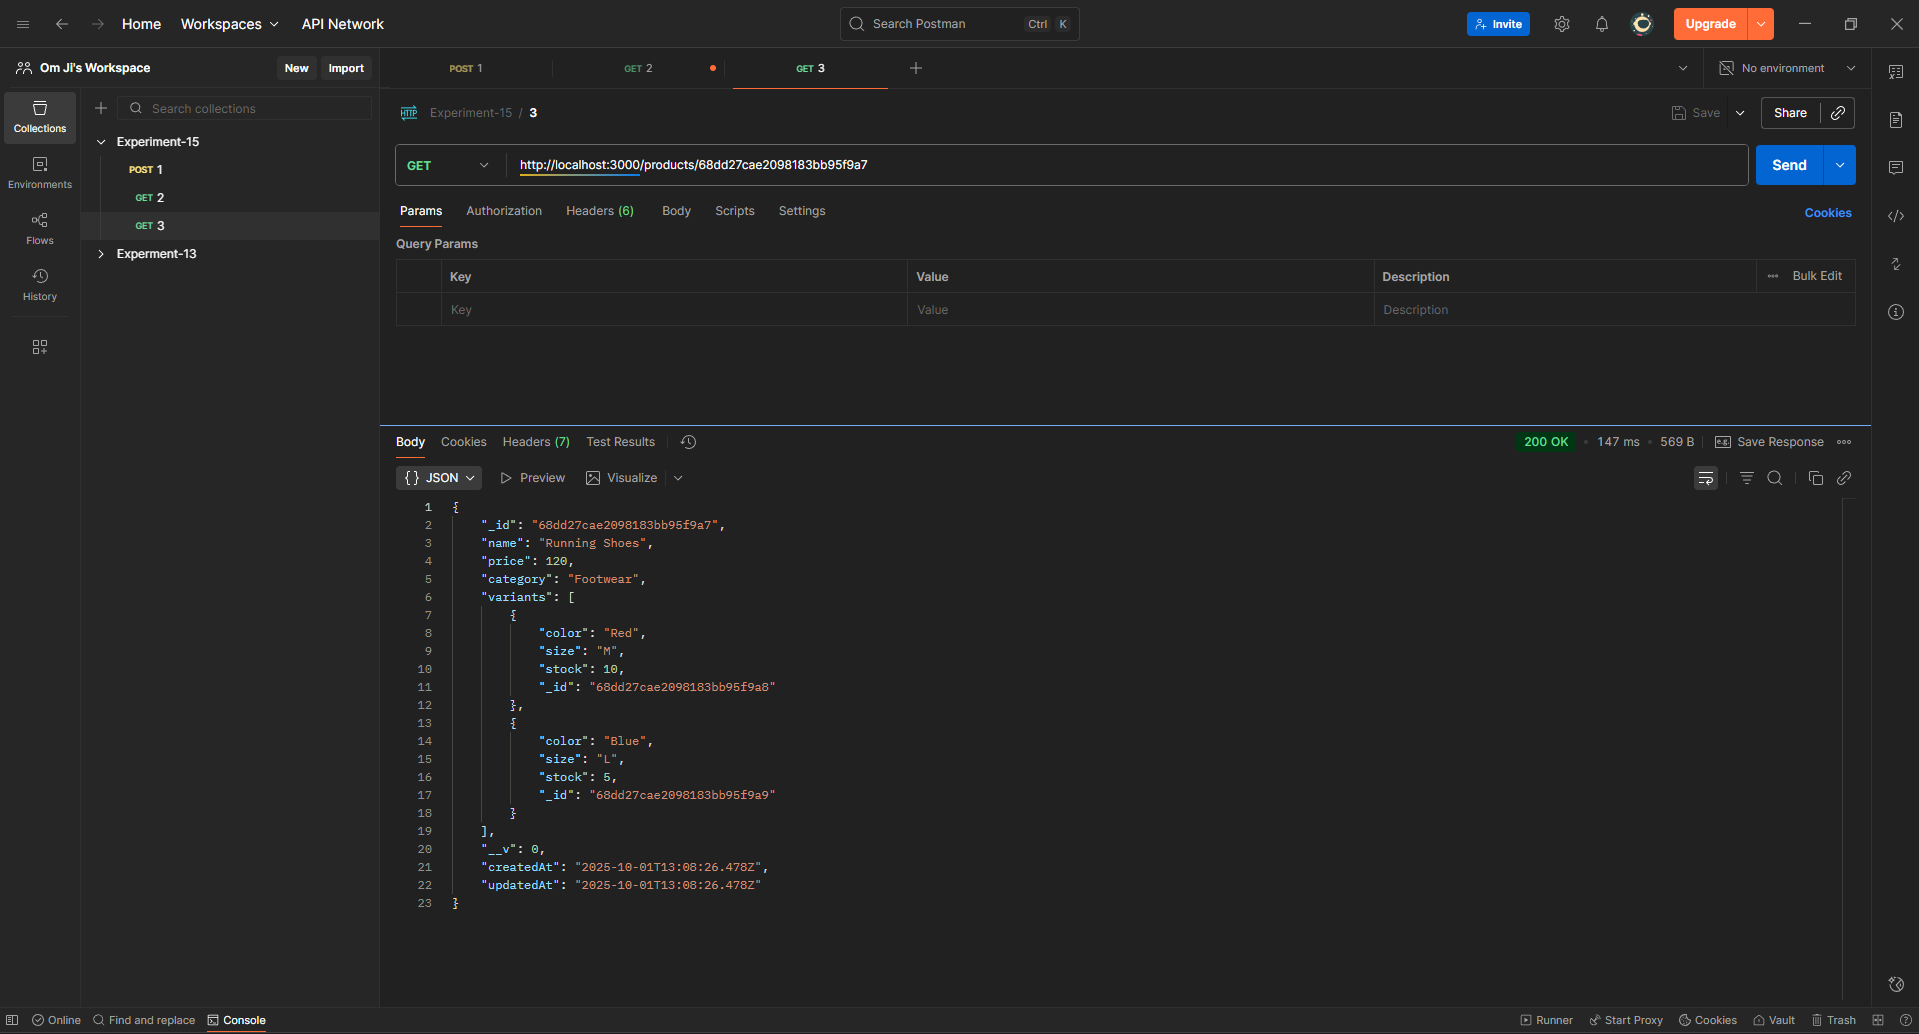 Home Workspaces API Network Search Postman Ctrl K Invite Upgrade
Om Ji's Workspace New Import POST 1 GET 2 GET 3 No environment
Collections
Environments
Flows
History
Search collections
Experiment-15
POST 1
GET 2
GET 3
Experment-13
HTTP Experiment-15 / 3 Save Share
GET http://localhost:3000/products/68dd27cae2098183bb95f9a7 Send
Params Authorization Headers (6) Body Scripts Settings Cookies
Query Params
Key Value Description Bulk Edit
Key Value Description
Body Cookies Headers (7) Test Results 200 OK • 147 ms • 569 B e.g. Save Response
{} JSON Preview Visualize
1 {
2 "_id": "68dd27cae2098183bb95f9a7",
3 "name": "Running Shoes",
4 "price": 120,
5 "category": "Footwear",
6 "variants": [
7 {
8 "color": "Red",
9 "size": "M",
10 "stock": 10,
11 "_id": "68dd27cae2098183bb95f9a8"
12 },
13 {
14 "color": "Blue",
15 "size": "L",
16 "stock": 5,
17 "_id": "68dd27cae2098183bb95f9a9"
18 }
19 ],
20 "__v": 0,
21 "createdAt": "2025-10-01T13:08:26.478Z",
22 "updatedAt": "2025-10-01T13:08:26.478Z"
23 }
Online Find and replace Console Runner Start Proxy Cookies Vault Trash